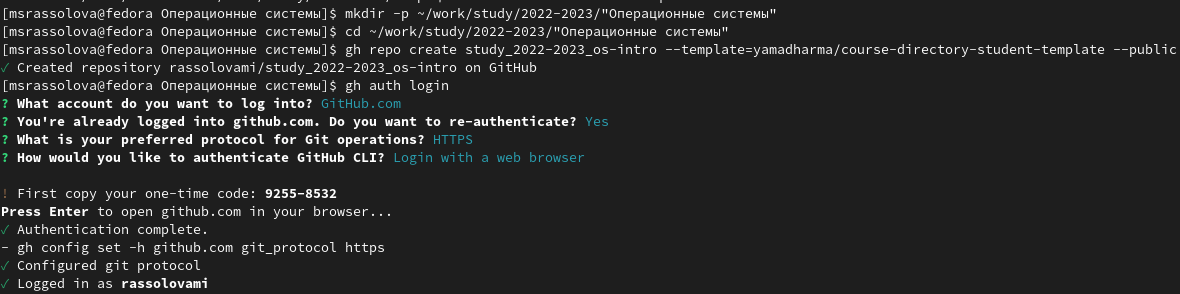 [msrassolova@fedora Операционные системы]$ mkdir -p ~/work/study/2022-2023/"Операционные системы"
[msrassolova@fedora Операционные системы]$ cd ~/work/study/2022-2023/"Операционные системы"
[msrassolova@fedora Операционные системы]$ gh repo create study_2022-2023_os-intro --template=yamadharma/course-directory-student-template --public
✓ Created repository rassolovami/study_2022-2023_os-intro on GitHub
[msrassolova@fedora Операционные системы]$ gh auth login
? What account do you want to log into? GitHub.com
? You're already logged into github.com. Do you want to re-authenticate? Yes
? What is your preferred protocol for Git operations? HTTPS
? How would you like to authenticate GitHub CLI? Login with a web browser
! First copy your one-time code: 9255-8532
Press Enter to open github.com in your browser...
✓ Authentication complete.
- gh config set -h github.com git_protocol https
✓ Configured git protocol
✓ Logged in as rassolovami